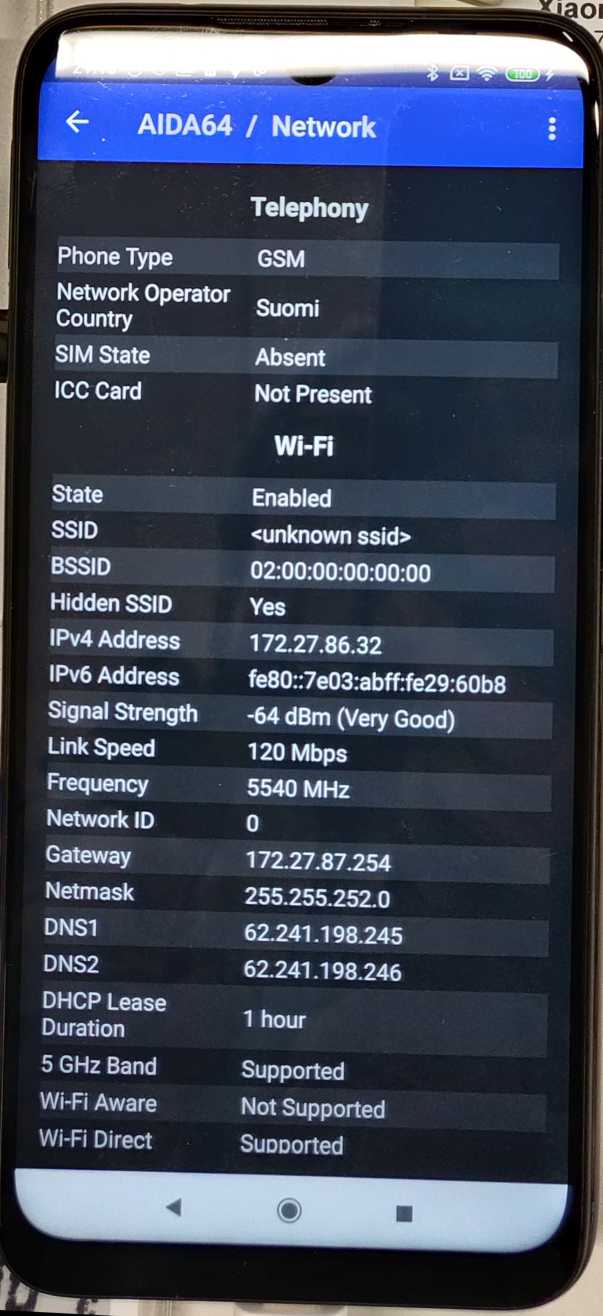 Xiaom
100
AIDA64 / Network
Telephony
Phone Type GSM
Network Operator Country Suomi
SIM State Absent
ICC Card Not Present
Wi-Fi
State Enabled
SSID <unknown ssid>
BSSID 02:00:00:00:00:00
Hidden SSID Yes
IPv4 Address 172.27.86.32
IPv6 Address fe80::7e03:abff:fe29:60b8
Signal Strength -64 dBm (Very Good)
Link Speed 120 Mbps
Frequency 5540 MHz
Network ID 0
Gateway 172.27.87.254
Netmask 255.255.252.0
DNS1 62.241.198.245
DNS2 62.241.198.246
DHCP Lease Duration 1 hour
5 GHz Band Supported
Wi-Fi Aware Not Supported
Wi-Fi Direct Supported